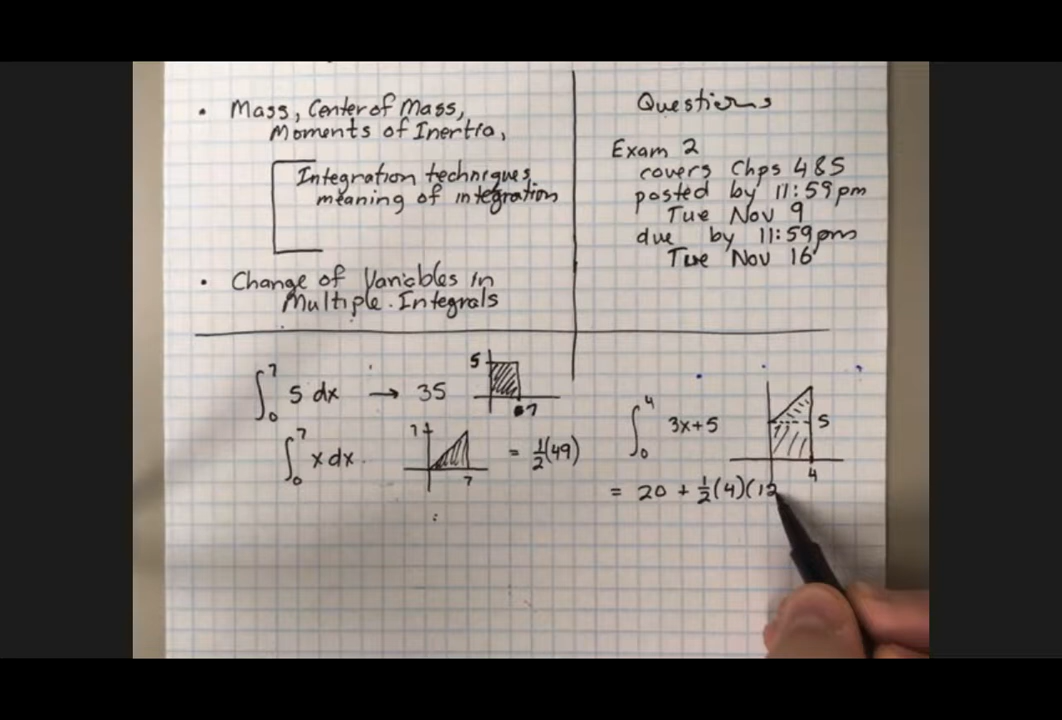 • Mass, Center of Mass,
Moments of Inertia,
Integration techniques,
meaning of integration
• Change of Variables in
Multiple Integrals
Questions
Exam 2
covers Chps 4&5
posted by 11:59pm
Tue Nov 9
due by 11:59pm
Tue Nov 16
∫₀⁷ 5 dx → 35
5
7
∫₀⁷ x dx.
7
7
= ½(49)
∫₀⁴ 3x+5
5
4
= 20 + ½(4)(12